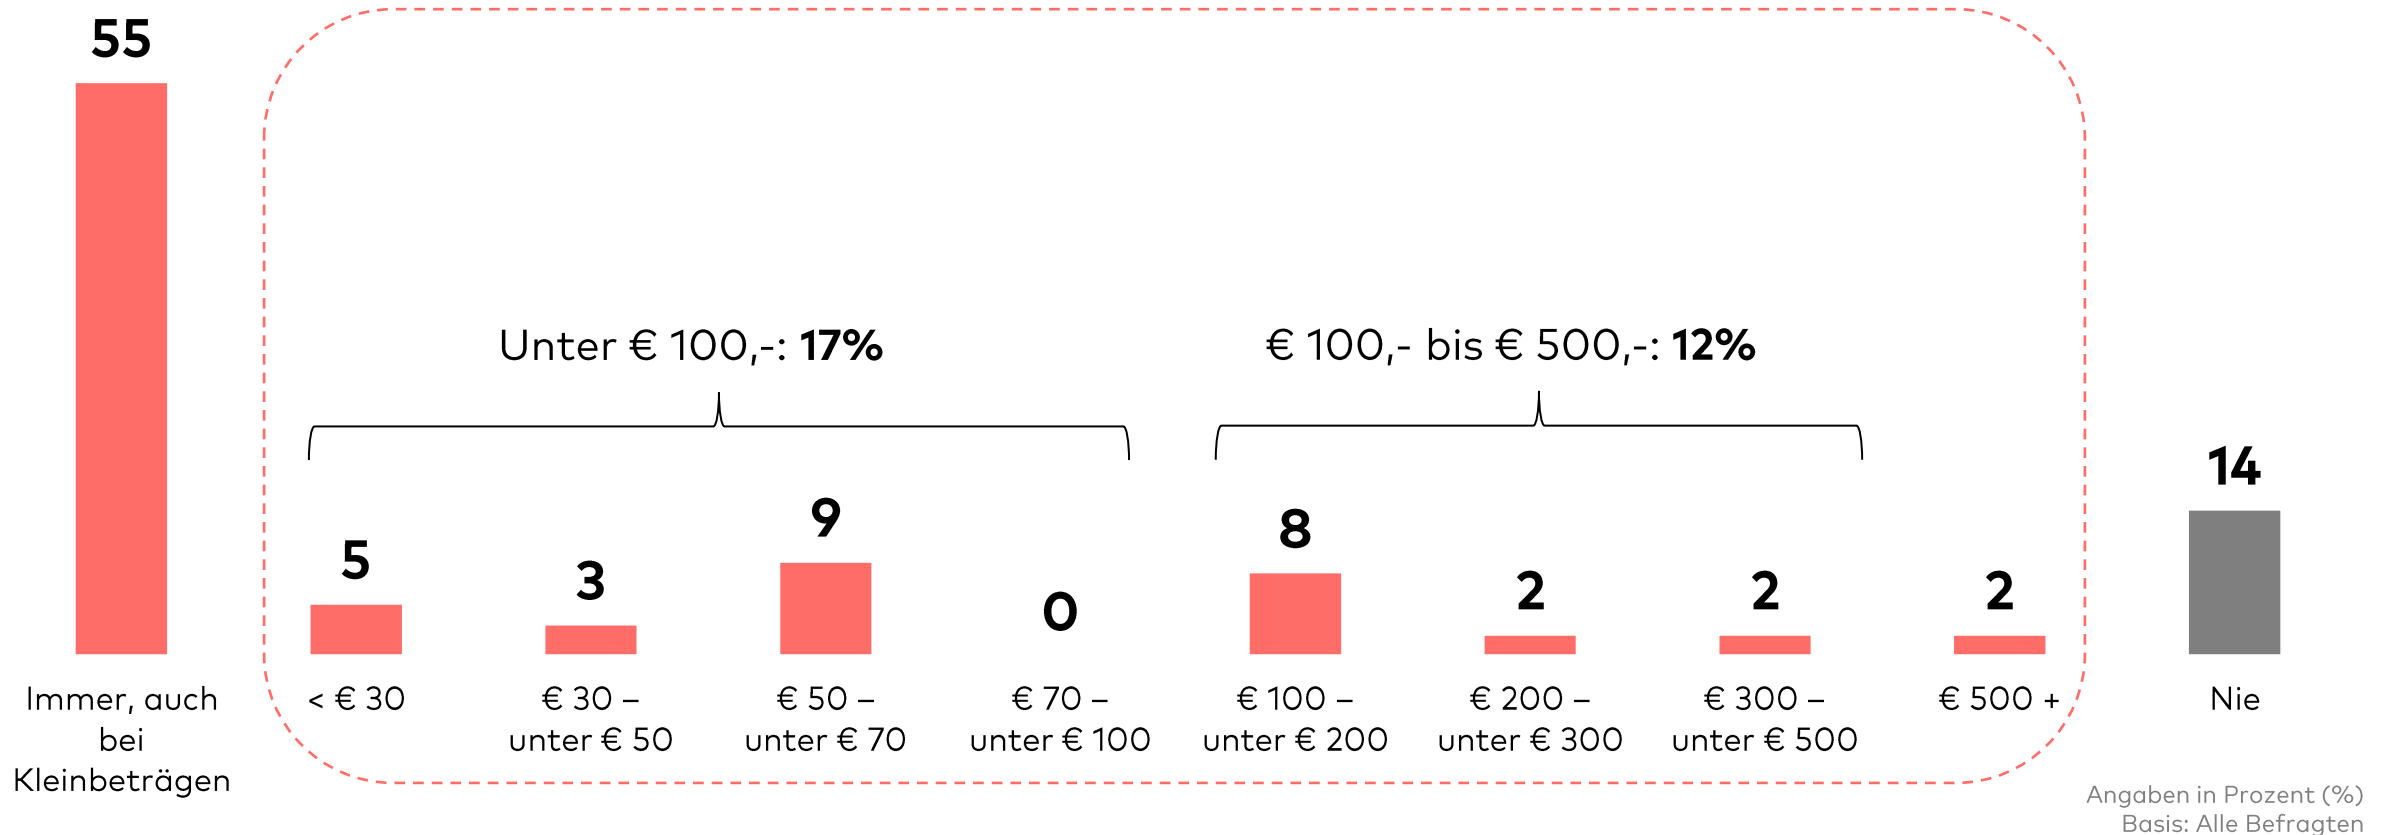 55
Unter € 100,-: 17%
€ 100,- bis € 500,-: 12%
5
3
9
0
8
2
2
2
14
Immer, auch
bei
Kleinbeträgen
< € 30
€ 30 –
unter € 50
€ 50 –
unter € 70
€ 70 –
unter € 100
€ 100 –
unter € 200
€ 200 –
unter € 300
€ 300 –
unter € 500
€ 500 +
Nie
Angaben in Prozent (%)
Basis: Alle Befragten